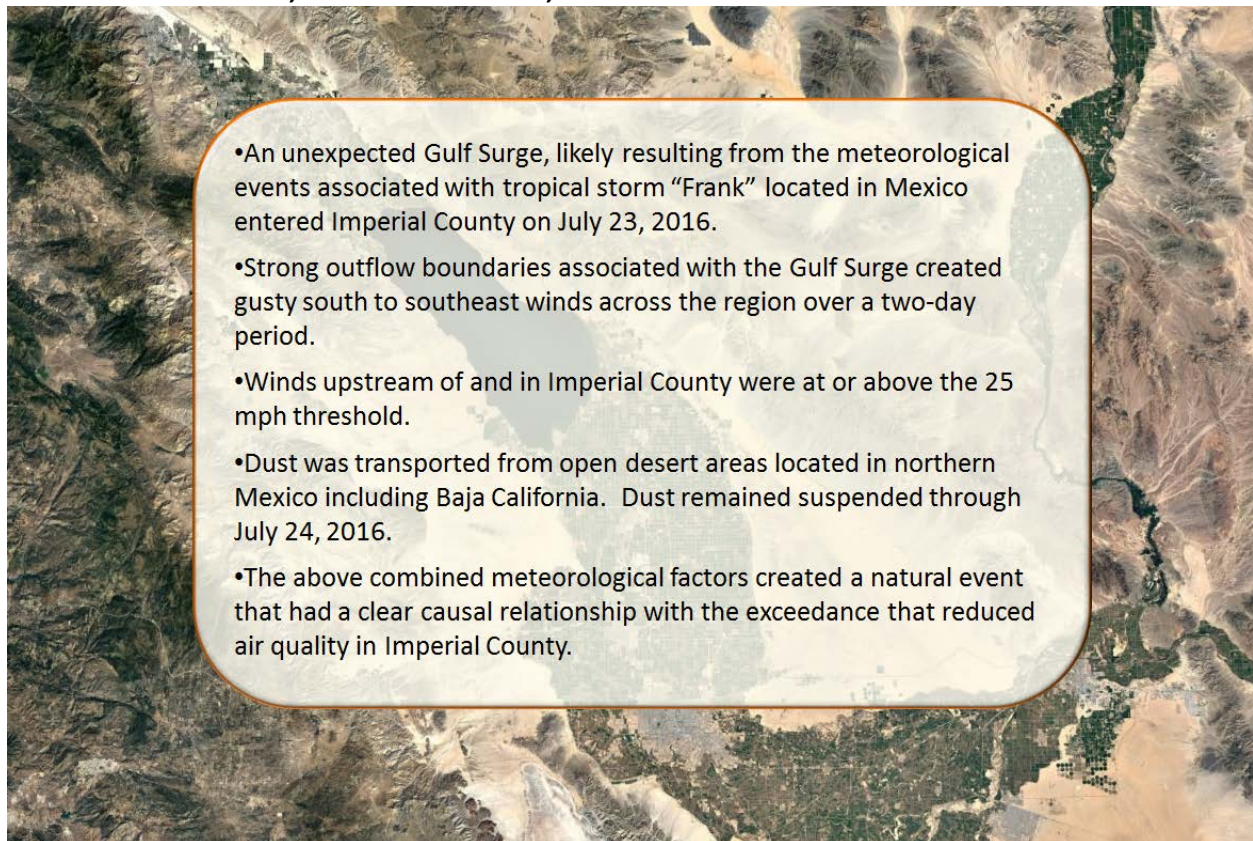 •An unexpected Gulf Surge, likely resulting from the meteorological
events associated with tropical storm “Frank” located in Mexico
entered Imperial County on July 23, 2016.
•Strong outflow boundaries associated with the Gulf Surge created
gusty south to southeast winds across the region over a two-day
period.
•Winds upstream of and in Imperial County were at or above the 25
mph threshold.
•Dust was transported from open desert areas located in northern
Mexico including Baja California.  Dust remained suspended through
July 24, 2016.
•The above combined meteorological factors created a natural event
that had a clear causal relationship with the exceedance that reduced
air quality in Imperial County.